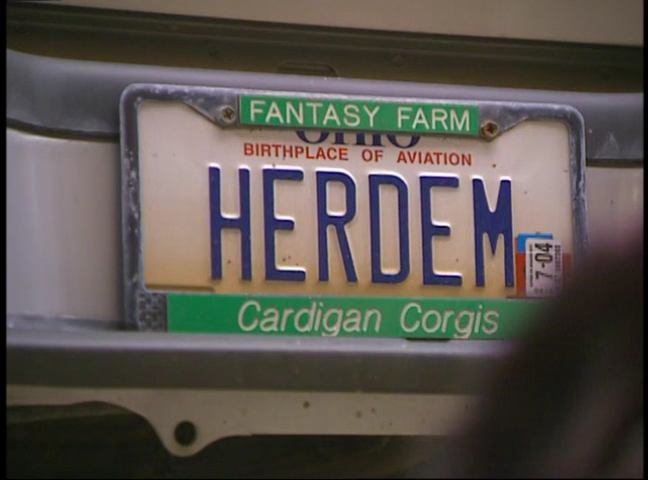 FANTASY FARM
OHIO
BIRTHPLACE OF AVIATION
HERDEM
7-04
Cardigan Corgis